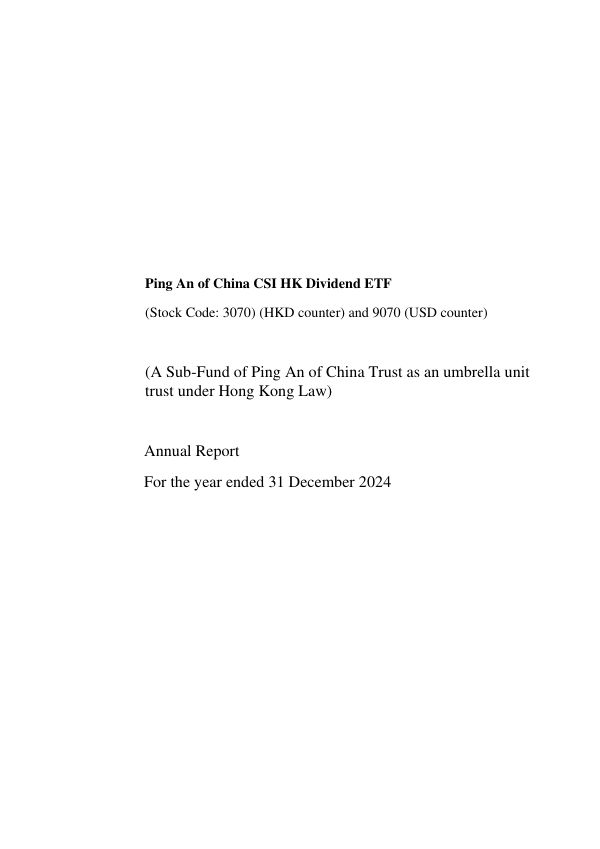 Ping An of China CSI HK Dividend ETF
(Stock Code: 3070) (HKD counter) and 9070 (USD counter)
(A Sub-Fund of Ping An of China Trust as an umbrella unit
trust under Hong Kong Law)
Annual Report
For the year ended 31 December 2024